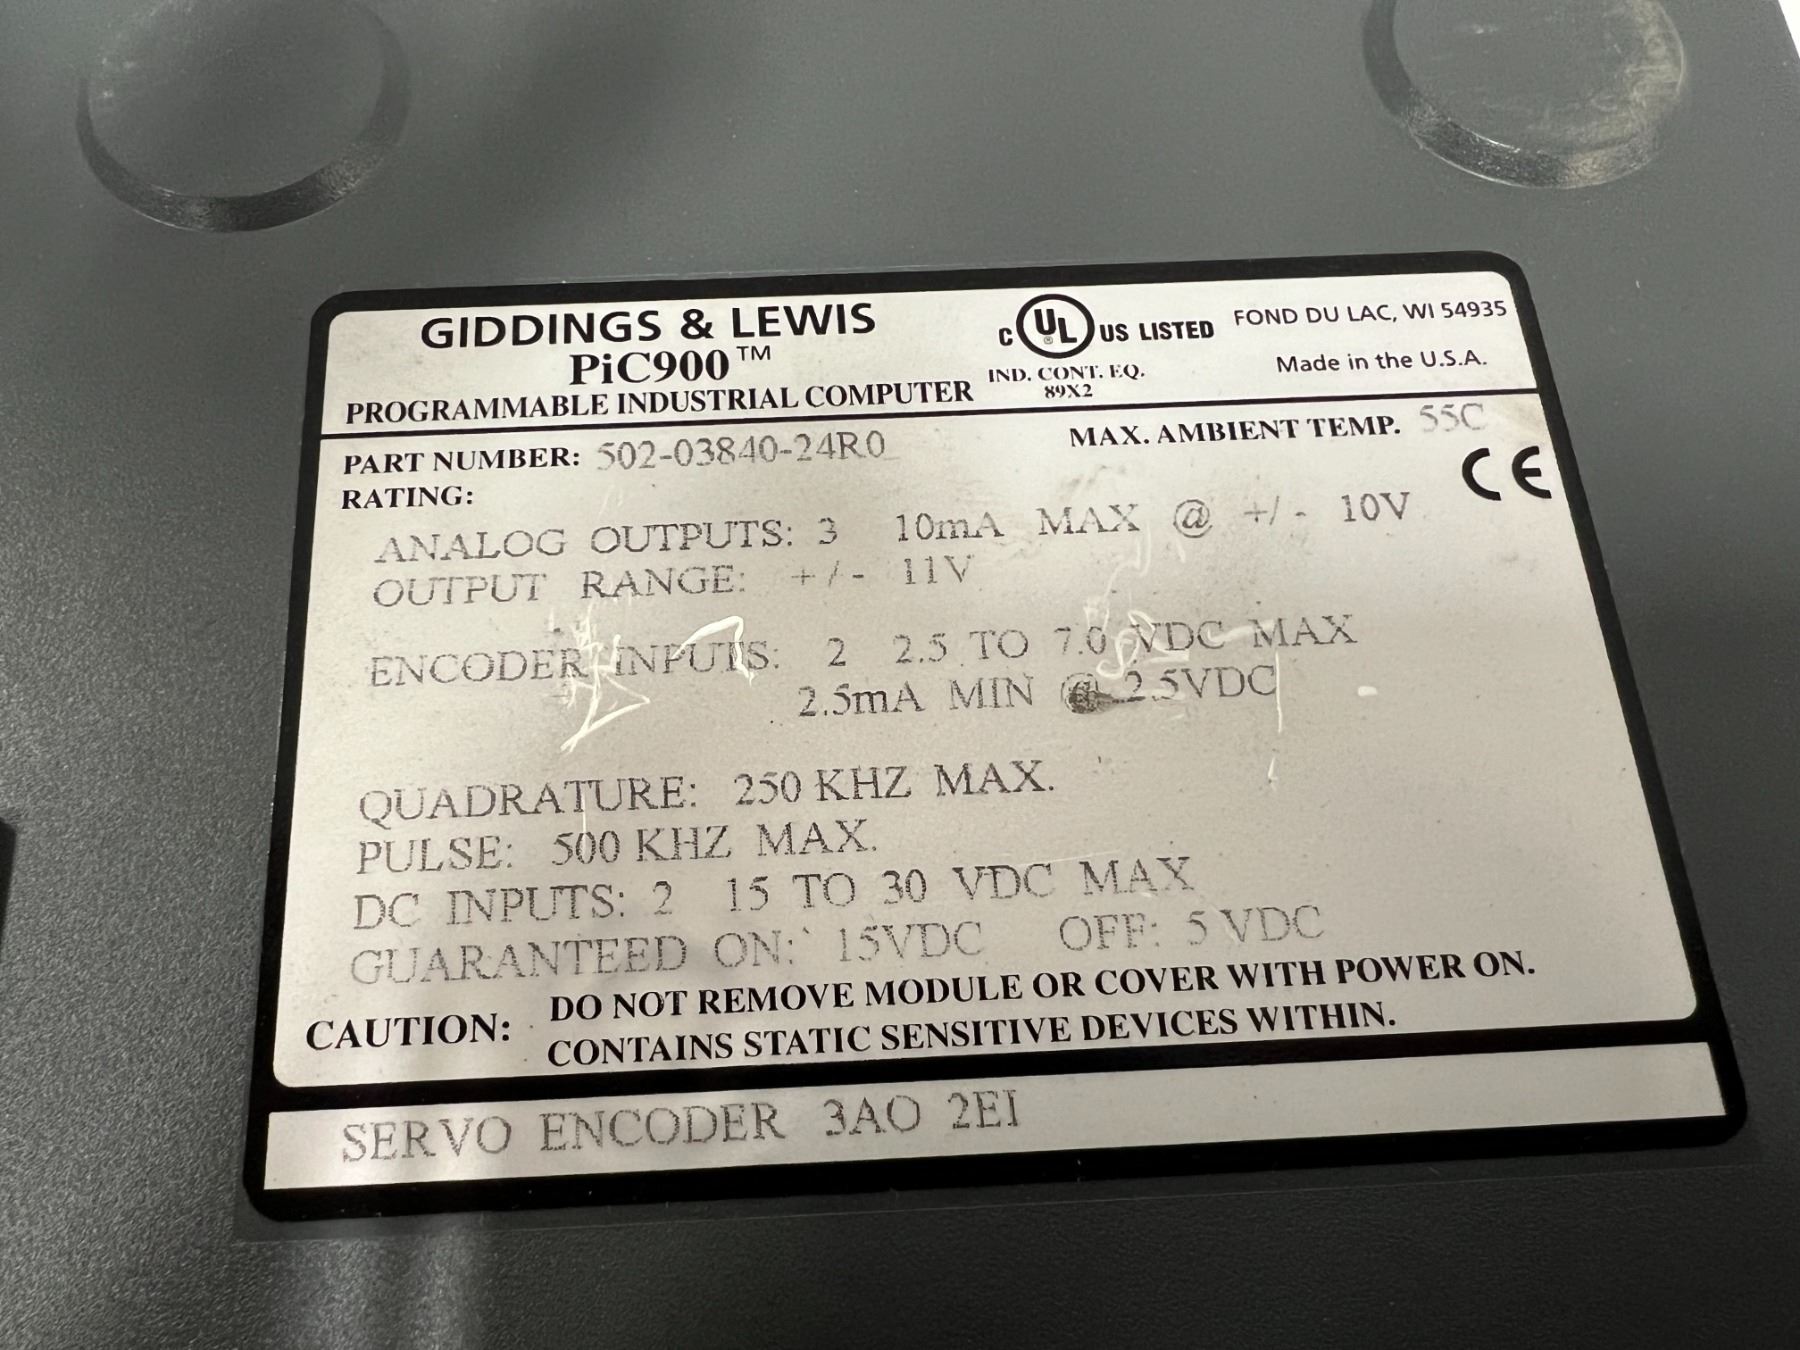 GIDDINGS & LEWIS
PiC900™
PROGRAMMABLE INDUSTRIAL COMPUTER
C UL ® US LISTED
IND. CONT. EQ.
89X2
FOND DU LAC, WI 54935
Made in the U.S.A.
PART NUMBER: 502-03840-24R0
MAX. AMBIENT TEMP. 55C
RATING:
CE
ANALOG OUTPUTS: 3 10mA MAX @ +/- 10V
OUTPUT RANGE: +/- 11V
ENCODER INPUTS: 2 2.5 TO 7.0 VDC MAX
2.5mA MIN @ 2.5VDC
QUADRATURE: 250 KHZ MAX.
PULSE: 500 KHZ MAX.
DC INPUTS: 2 15 TO 30 VDC MAX
GUARANTEED ON: 15VDC OFF: 5 VDC
CAUTION: DO NOT REMOVE MODULE OR COVER WITH POWER ON.
CONTAINS STATIC SENSITIVE DEVICES WITHIN.
SERVO ENCODER 3AO 2EI